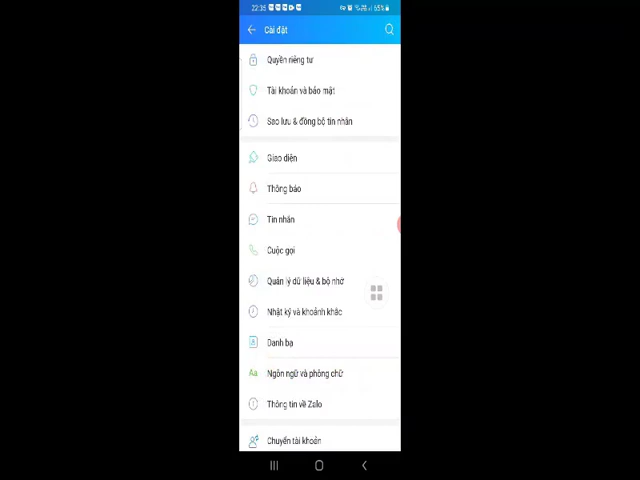 22:35 65%
Cài đặt
Quyền riêng tư
Tài khoản và bảo mật
Sao lưu & đồng bộ tin nhắn
Giao diện
Thông báo
Tin nhắn
Cuộc gọi
Quản lý dữ liệu & bộ nhớ
Nhật ký và khoảnh khắc
Danh bạ
Aa Ngôn ngữ và phông chữ
Thông tin về Zalo
Chuyển tài khoản